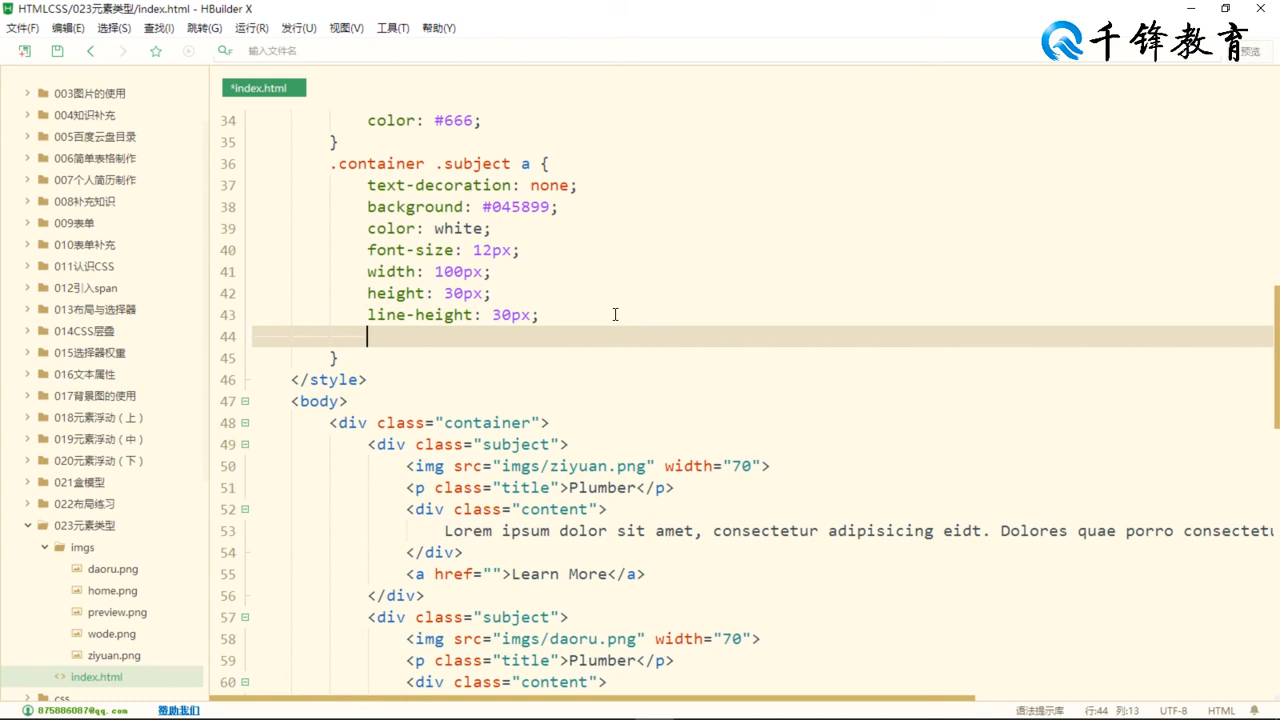 HTMLCSS/023元素类型/index.html - HBuilder X
文件(F) 编辑(E) 选择(S) 查找(I) 跳转(G) 运行(R) 发行(U) 视图(V) 工具(T) 帮助(Y)
输入文件名
千锋教育
预览
003图片的使用
004知识补充
005百度云盘目录
006简单表格制作
007个人简历制作
008补充知识
009表单
010表单补充
011认识CSS
012引入span
013布局与选择器
014CSS层叠
015选择器权重
016文本属性
017背景图的使用
018元素浮动（上）
019元素浮动（中）
020元素浮动（下）
021盒模型
022布局练习
023元素类型
imgs
daoru.png
home.png
preview.png
wode.png
ziyuan.png
index.html
css
*index.html
34 color: #666;
35 }
36 .container .subject a {
37 text-decoration: none;
38 background: #045899;
39 color: white;
40 font-size: 12px;
41 width: 100px;
42 height: 30px;
43 line-height: 30px;
44
45 }
46 </style>
47 <body>
48 <div class="container">
49 <div class="subject">
50 <img src="imgs/ziyuan.png" width="70">
51 <p class="title">Plumber</p>
52 <div class="content">
53 Lorem ipsum dolor sit amet, consectetur adipisicing eidt. Dolores quae porro consectetu
54 </div>
55 <a href="">Learn More</a>
56 </div>
57 <div class="subject">
58 <img src="imgs/daoru.png" width="70">
59 <p class="title">Plumber</p>
60 <div class="content">
875886087@qq.com 赞助我们
语法提示库 行:44 列:13 UTF-8 HTML